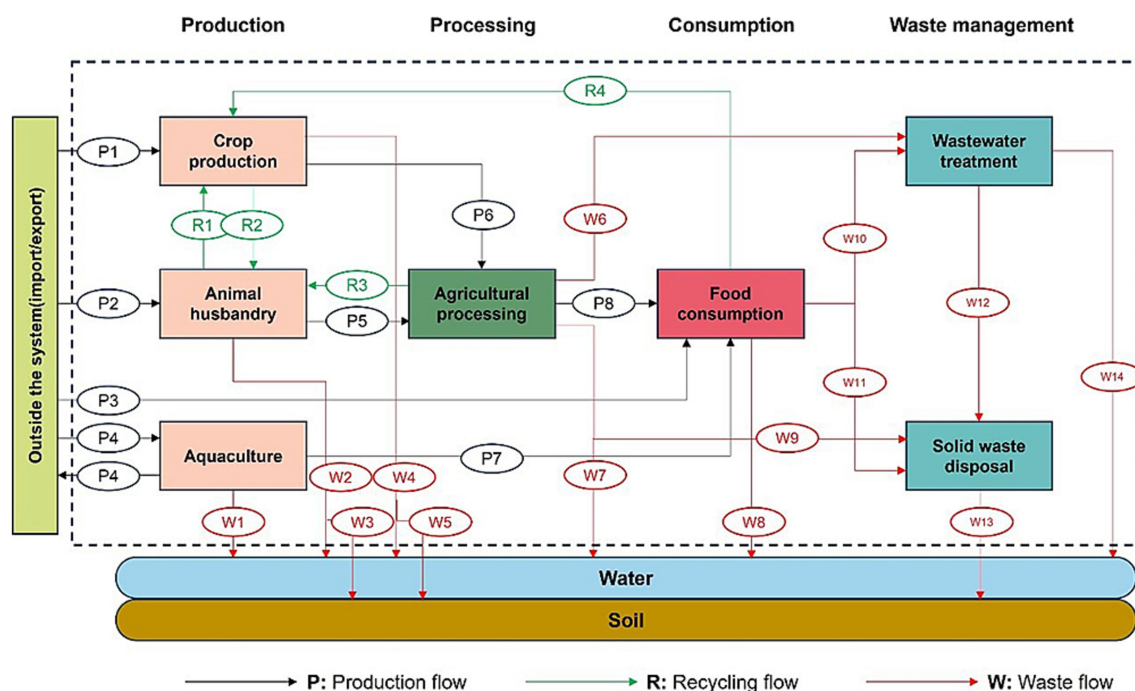 Production
Processing
Consumption
Waste management
Outside the system(import/export)
R4
P1
Crop
production
Wastewater
treatment
R1
R2
P6
W6
W10
P2
Animal
husbandry
R3
P5
Agricultural
processing
P8
Food
consumption
W12
W11
W14
P3
P4
Aquaculture
P7
W9
Solid waste
disposal
P4
W2
W4
W7
W1
W3
W5
W8
W13
Water
Soil
P: Production flow
R: Recycling flow
W: Waste flow